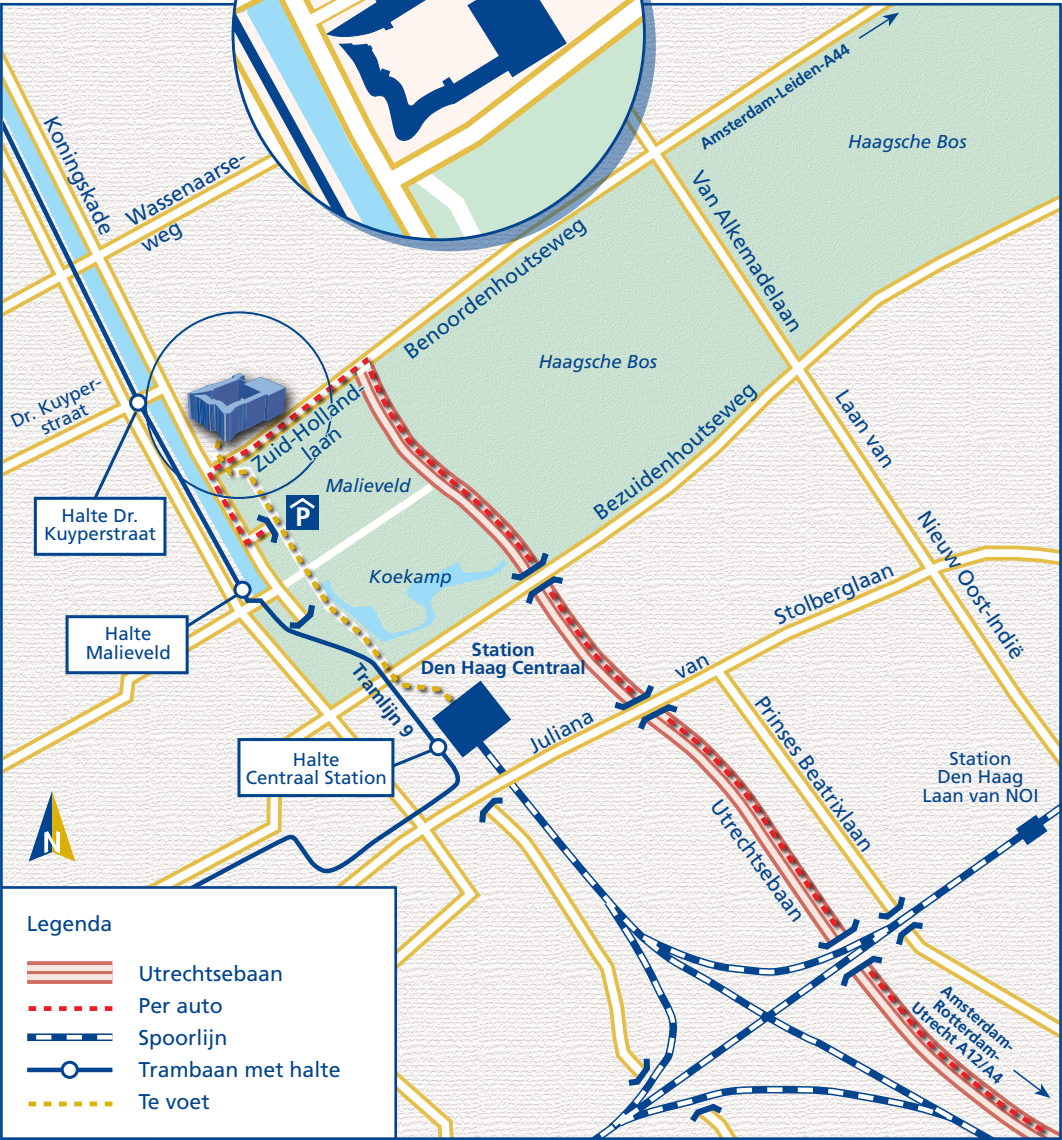 Amsterdam-Leiden-A44
Haagsche Bos
Koningskade
Wassenaarse-
weg
Van Alkemadelaan
Benoordenhoutseweg
Haagsche Bos
Dr. Kuyper-
straat
Zuid-Holland-
laan
Bezuidenhoutseweg
Laan van
Nieuw Oost-Indië
Malieveld
P
Halte Dr.
Kuyperstraat
Koekamp
Stolberglaan
Halte
Malieveld
Station
Den Haag Centraal
van
Juliana
Tramlijn 9
Halte
Centraal Station
Prinses Beatrixlaan
Station
Den Haag
Laan van NOI
Utrechtsebaan
N
Amsterdam-
Rotterdam-
Utrecht A12/A4
Legenda
Utrechtsebaan
Per auto
Spoorlijn
Trambaan met halte
Te voet